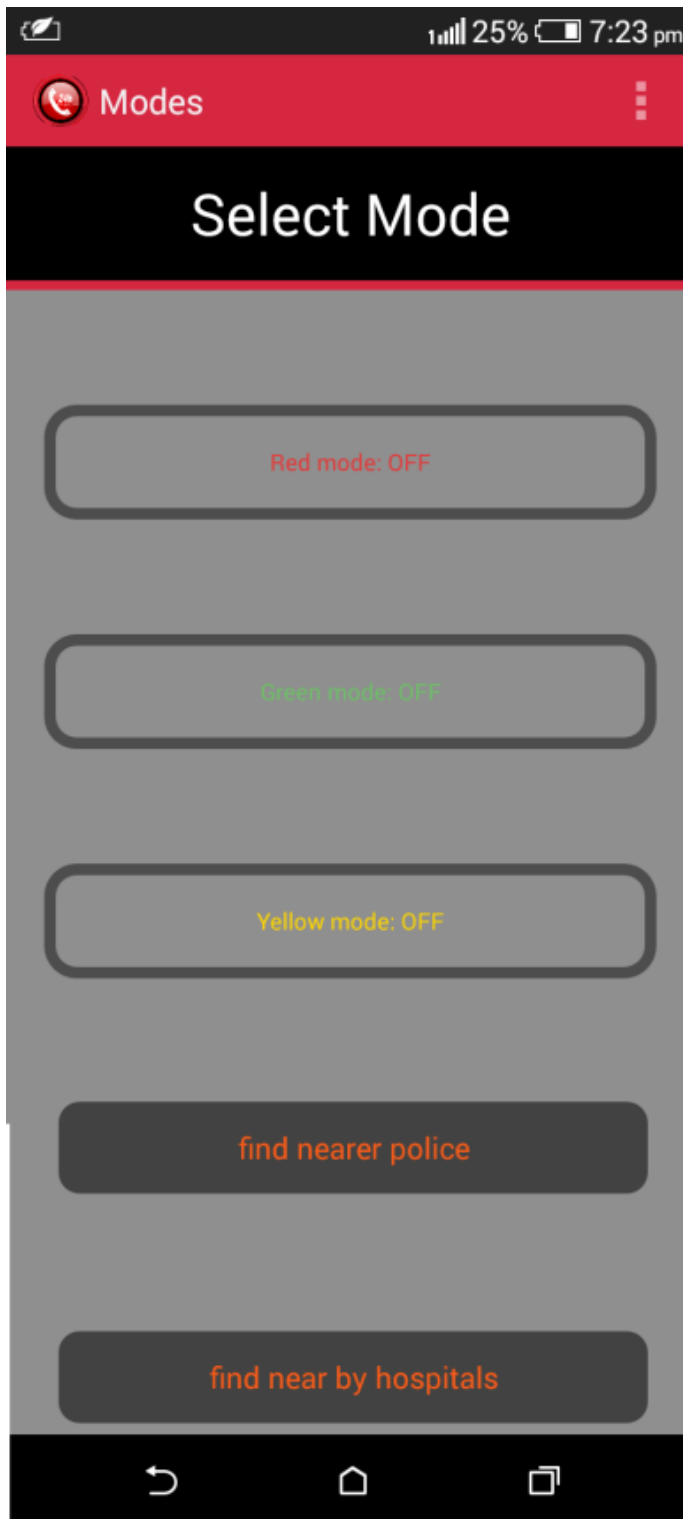 25% 7:23 pm
Modes
Select Mode
Red mode: OFF
Green mode: OFF
Yellow mode: OFF
find nearer police
find near by hospitals